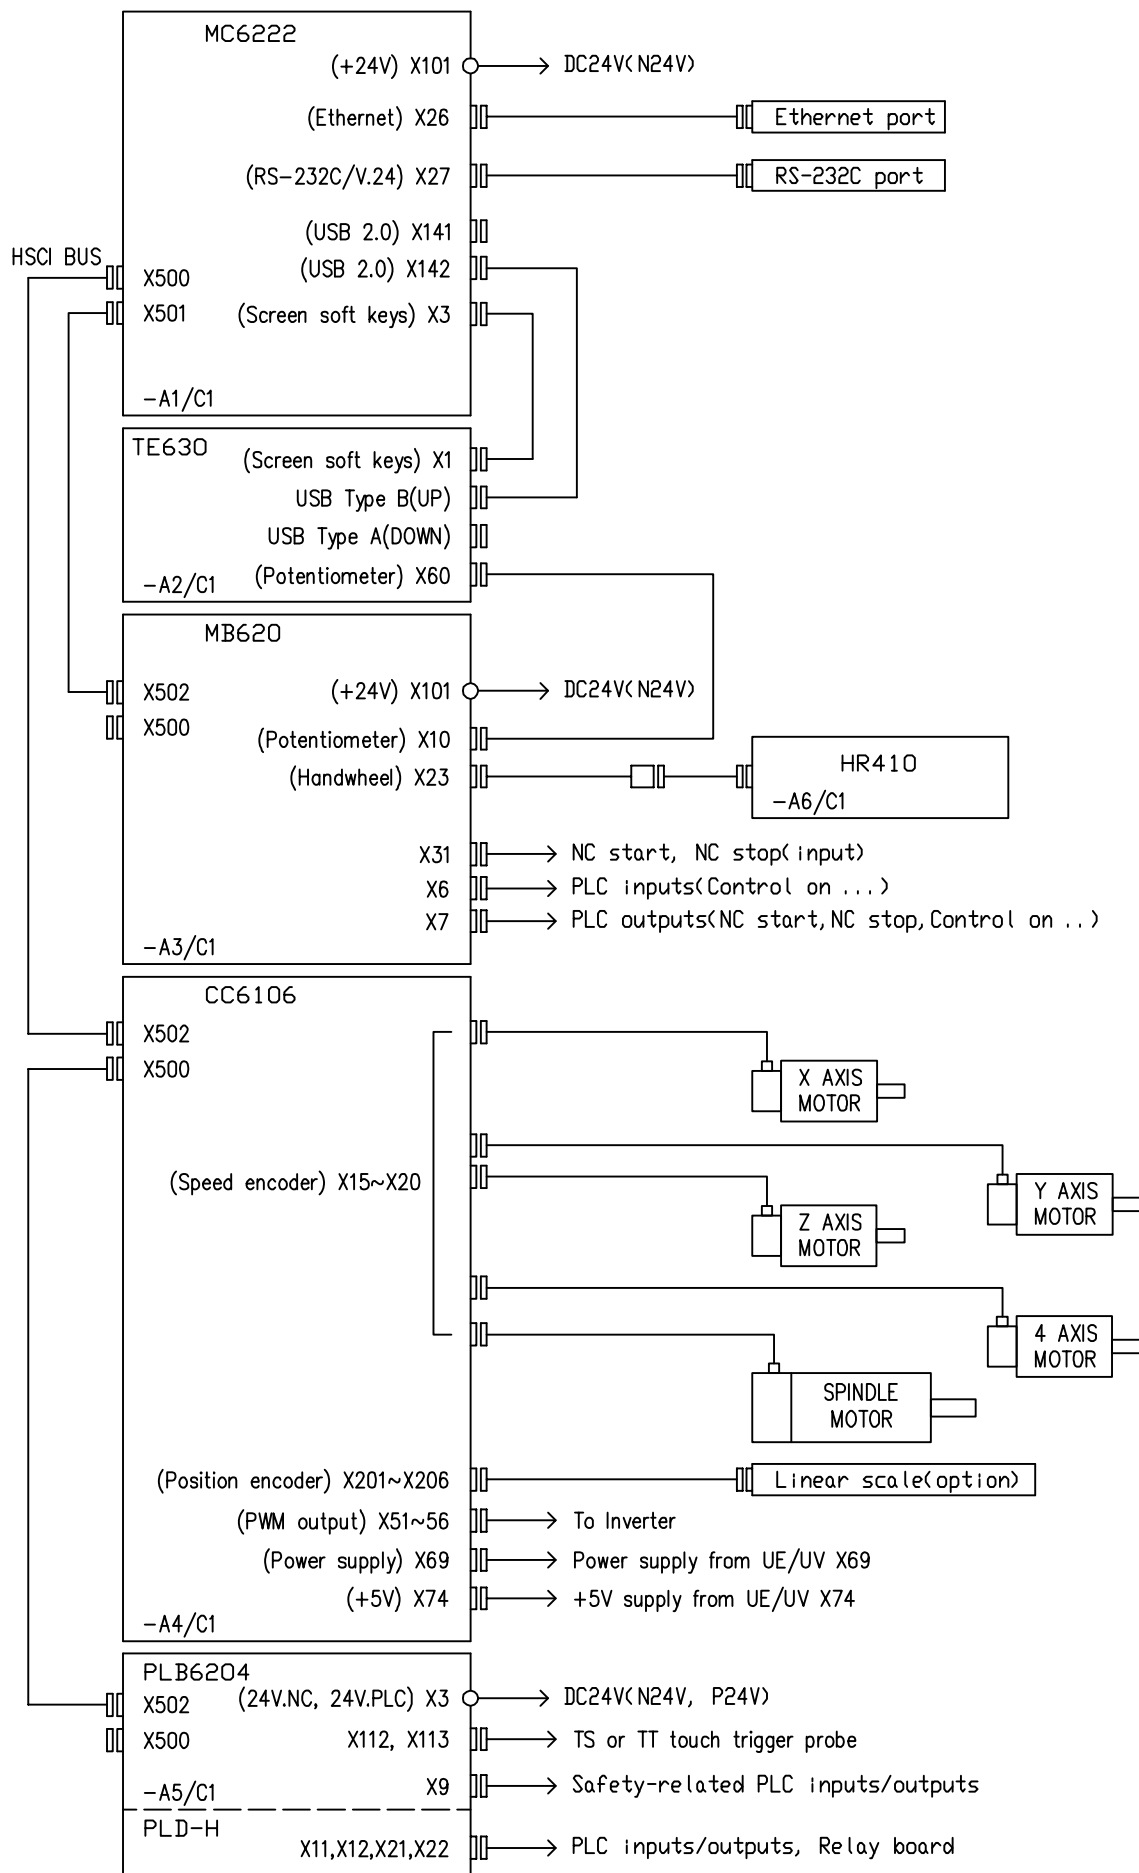 MC6222
(+24V) X101
DC24V(N24V)
(Ethernet) X26
Ethernet port
(RS-232C/V.24) X27
RS-232C port
(USB 2.0) X141
HSCI BUS
(USB 2.0) X142
X500
X501
(Screen soft keys) X3
-A1/C1
TE630
(Screen soft keys) X1
USB Type B(UP)
USB Type A(DOWN)
(Potentiometer) X60
-A2/C1
MB620
X502
(+24V) X101
DC24V(N24V)
X500
(Potentiometer) X10
(Handwheel) X23
HR410
-A6/C1
X31
NC start, NC stop(input)
X6
PLC inputs(Control on ...)
X7
PLC outputs(NC start,NC stop,Control on ..)
-A3/C1
CC6106
X502
X500
X AXIS
MOTOR
(Speed encoder) X15~X20
Y AXIS
MOTOR
Z AXIS
MOTOR
4 AXIS
MOTOR
SPINDLE
MOTOR
(Position encoder) X201~X206
Linear scale(option)
(PWM output) X51~56
To Inverter
(Power supply) X69
Power supply from UE/UV X69
(+5V) X74
+5V supply from UE/UV X74
-A4/C1
PLB6204
X502
(24V.NC, 24V.PLC) X3
DC24V(N24V, P24V)
X500
X112, X113
TS or TT touch trigger probe
-A5/C1
X9
Safety-related PLC inputs/outputs
PLD-H
X11,X12,X21,X22
PLC inputs/outputs, Relay board